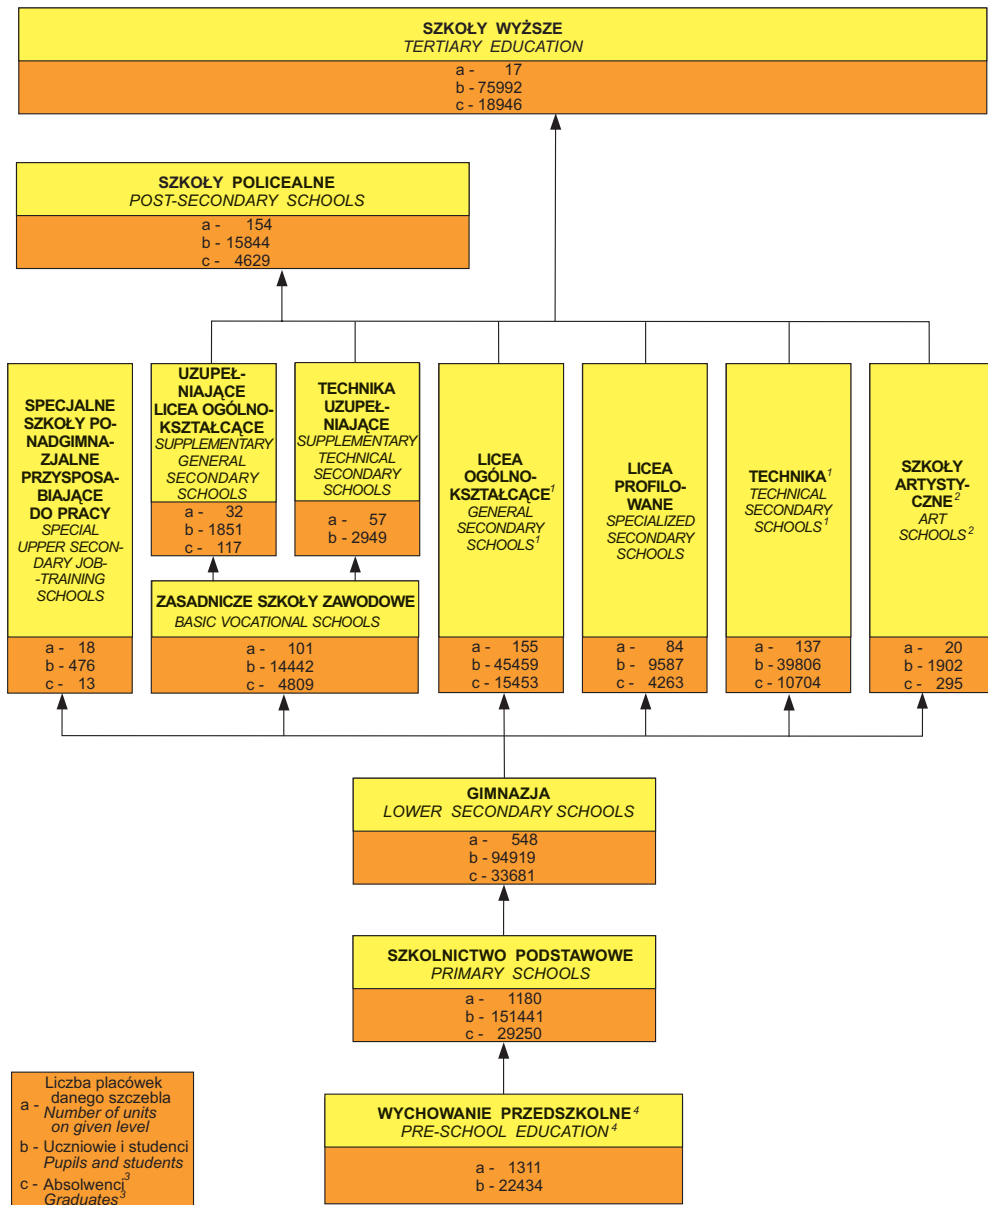 SZKOŁY WYŻSZE
TERTIARY EDUCATION
a - 17
b - 75992
c - 18946
SZKOŁY POLICEALNE
POST-SECONDARY SCHOOLS
a - 154
b - 15844
c - 4629
SPECJALNE
SZKOŁY PO-
NADGIMNA-
ZJALNE
PRZYSPOSA-
BIAJĄCE
DO PRACY
SPECIAL
UPPER SECON-
DARY JOB-
-TRAINING
SCHOOLS
a - 18
b - 476
c - 13
UZUPEŁ-
NIAJĄCE
LICEA OGÓLNO-
KSZTAŁCĄCE
SUPPLEMENTARY
GENERAL
SECONDARY
SCHOOLS
a - 32
b - 1851
c - 117
TECHNIKA
UZUPEŁ-
NIAJĄCE
SUPPLEMENTARY
TECHNICAL
SECONDARY
SCHOOLS
a - 57
b - 2949
ZASADNICZE SZKOŁY ZAWODOWE
BASIC VOCATIONAL SCHOOLS
a - 101
b - 14442
c - 4809
LICEA
OGÓLNO-
KSZTAŁCĄCE1
GENERAL
SECONDARY
SCHOOLS1
a - 155
b - 45459
c - 15453
LICEA
PROFILO-
WANE
SPECIALIZED
SECONDARY
SCHOOLS
a - 84
b - 9587
c - 4263
TECHNIKA1
TECHNICAL
SECONDARY
SCHOOLS1
a - 137
b - 39806
c - 10704
SZKOŁY
ARTYSTY-
CZNE2
ART
SCHOOLS2
a - 20
b - 1902
c - 295
GIMNAZJA
LOWER SECONDARY SCHOOLS
a - 548
b - 94919
c - 33681
SZKOLNICTWO PODSTAWOWE
PRIMARY SCHOOLS
a - 1180
b - 151441
c - 29250
WYCHOWANIE PRZEDSZKOLNE4
PRE-SCHOOL EDUCATION4
a - 1311
b - 22434
Liczba placówek
danego szczebla
a - Number of units
on given level
b - Uczniowie i studenci
Pupils and students
c - Absolwenci3
Graduates3